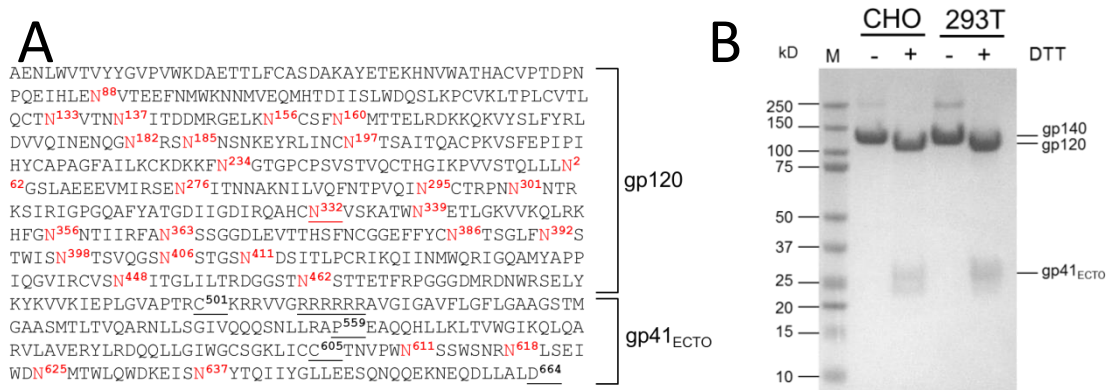 A
AENLWVTVYYGVPVWKDAETTLFCASDAKAYETEKHNVWATHACVPTDPN
PQEIHLEN88VTEEFNMWKNNMVEQMHTDIISLWDQSLKPCVKLTPLCVTL
QCTN133VTNN137ITDDMRGELKN156CSFN160MTTELRDKKQKVYSLFYRL
DVVQINENQGN182RSN185NSNKEYRLINCN197TSAITQACPKVSFEPIPI
HYCAPAGFAILKCKDKKFN234GTGPCPSVSTVQCTHGIKPVVSTQLLLN2
62GSLAEEEVMIRSEN276ITNNAKNILVQFNTPVQIN295CTRPNN301NTR
KSIRIGPGQAFYATGDIIGDIRQAHCN332VSKATWN339ETLGKVVKQLRK
HFGN356NTIIRFAN363SSGGDLEVTTHSFNCGGEFFYCN386TSGLFN392S
TWISN398TSVQGSN406STGSN411DSITLPCRIKQIINMWQRIGQAMYAPP
IQGVIRCVSN448ITGLILTRDGGSTN462STTETFRPGGGDMRDNWRSELY
KYKVVKIEPLGVAPTRC501KRRVVGRRRRRRAVGIGAVFLGFLGAAGSTM
GAASMTLTVQARNLLSGIVQQQSNLLRAP559EAQQHLLKLTVWGIKQLQA
RVLAVERYLRDQQLLGIWGCSGKLICCC605TNVPWN611SSWSNRN618LSEI
WDN625MTWLQWDKEISN637YTQIIYGLLEESQNQQEKNEQDLLALD664
gp120
gp41ECTO
B
CHO 293T
kD M - + - + DTT
250
150
100
75
50
37
25
20
15
10
gp140
gp120
gp41ECTO